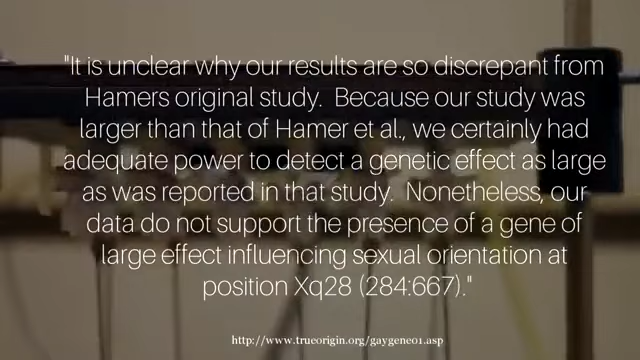 "It is unclear why our results are so discrepant from
Hamers original study.  Because our study was
larger than that of Hamer et al., we certainly had
adequate power to detect a genetic effect as large
as was reported in that study.  Nonetheless, our
data do not support the presence of a gene of
large effect influencing sexual orientation at
position Xq28 (284:667)."
http://www.trueorigin.org/gaygene01.asp